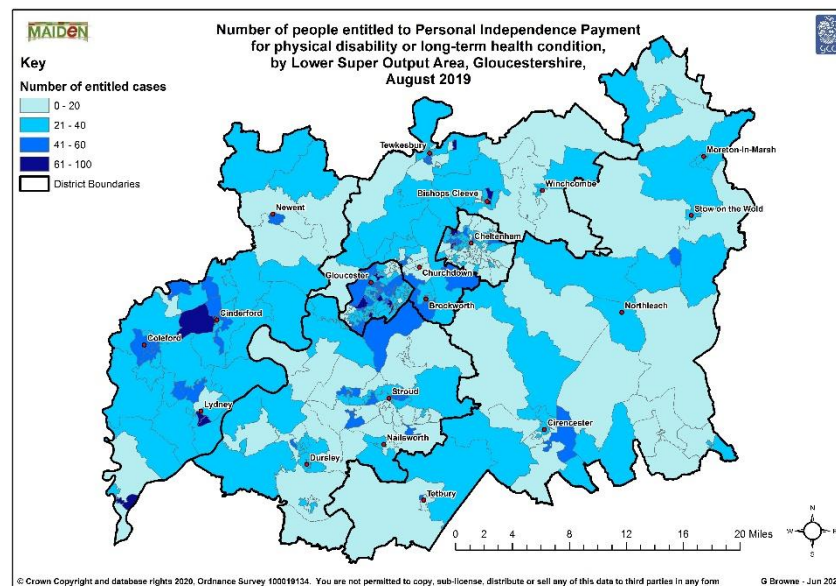 MAIDEN
Number of people entitled to Personal Independence Payment
for physical disability or long-term health condition,
by Lower Super Output Area, Gloucestershire,
August 2019
GCC
Key
Number of entitled cases
0 - 20
21 - 40
41 - 60
61 - 100
District Boundaries
Tewkesbury
Moreton-In-Marsh
Bishops Cleeve
Winchcombe
Newent
Stow on the Wold
Cheltenham
Gloucester
Churchdown
Cinderford
Brockworth
Northleach
Coleford
Stroud
Lydney
Cirencester
Nailsworth
Dursley
Tetbury
0 2 4 8 12 16 20 Miles
N
W E
S
© Crown Copyright and database rights 2020, Ordnance Survey 100019134. You are not permitted to copy, sub-license, distribute or sell any of this data to third parties in any form
G Browne - Jun